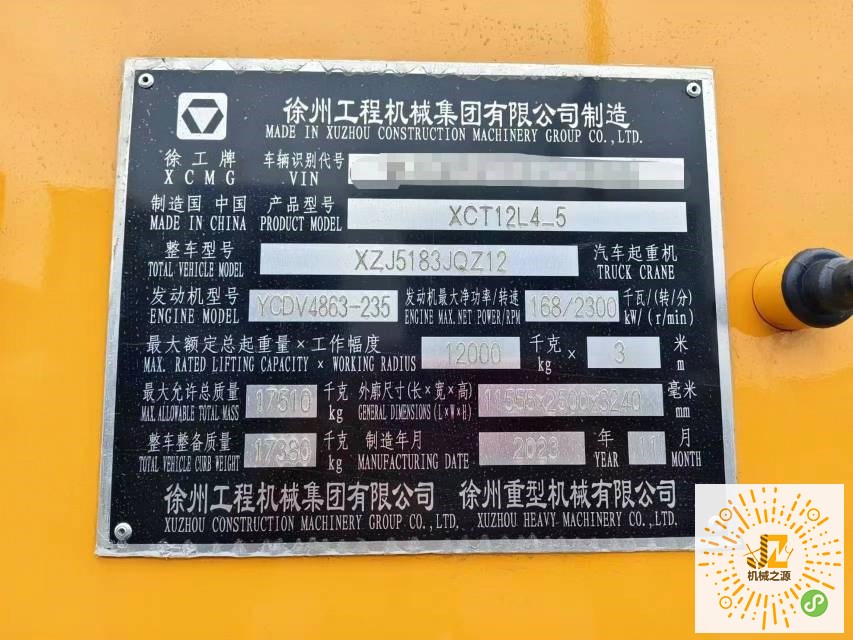 徐州工程机械集团有限公司制造
MADE IN XUZHOU CONSTRUCTION MACHINERY GROUP CO.,LTD.
徐工牌 车辆识别代号
XCMG VIN
制造国 中国 产品型号 XCT12L4_5
MADE IN CHINA PRODUCT MODEL
整车型号 XZJ5183JQZ12 汽车起重机
TOTAL VEHICLE MODEL TRUCK CRANE
发动机型号 YCDV4863-235 发动机最大净功率/转速 168/2300 千瓦/(转/分)
ENGINE MODEL ENGINE MAX.NET.POWER/RPM kW/(r/min)
最大额定总起重量×工作幅度 12000 千克 × 3 米
MAX. RATED LIFTING CAPACITY × WORKING RADIUS kg m
最大允许总质量 17510 千克 外廓尺寸(长×宽×高) 11555×2500×3240 毫米
MAX. ALLOWABLE TOTAL MASS kg GENERAL DIMENSIONS (L×W×H) mm
整车整备质量 17380 千克 制造年月 2023 年 11 月
TOTAL VEHICLE CURB WEIGHT kg MANUFACTURING DATE YEAR MONTH
徐州工程机械集团有限公司 徐州重型机械有限公司
XUZHOU CONSTRUCTION MACHINERY GROUP CO.,LTD. XUZHOU HEAVY MACHINERY CO.,LTD.
机械之源